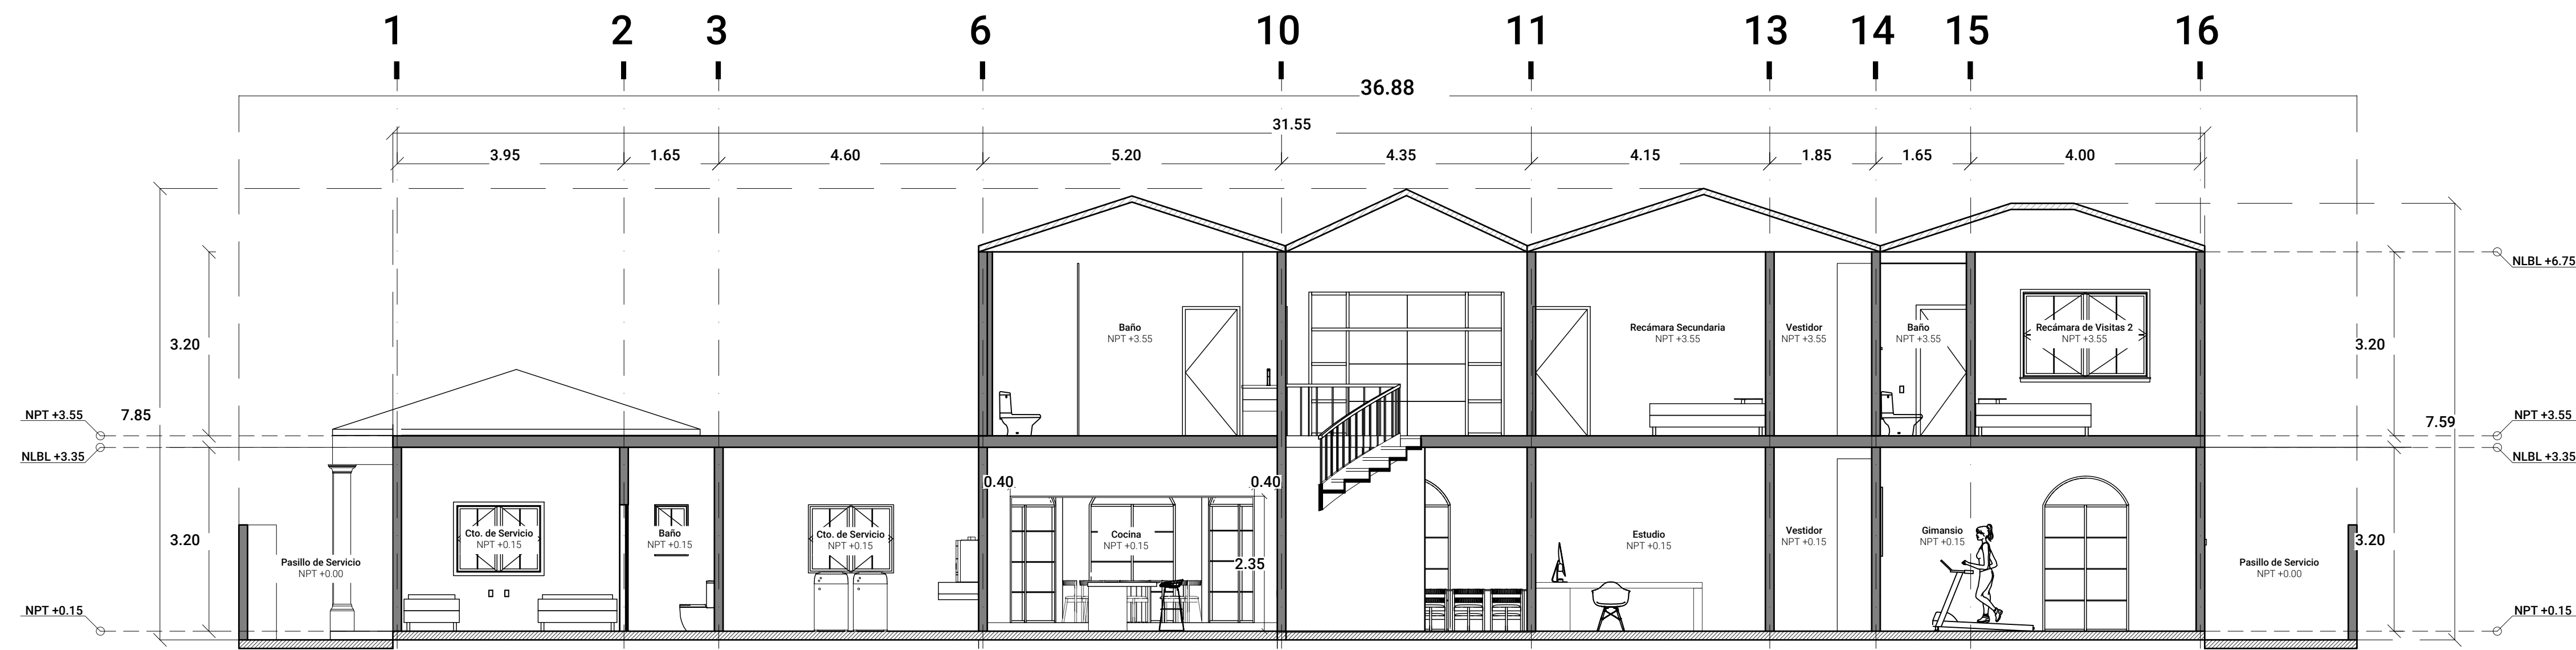 1 2 3 6 10 11 13 14 15 16
36.88
31.55
3.95 1.65 4.60 5.20 4.35 4.15 1.85 1.65 4.00
NLBL +6.75
Baño
NPT +3.55
Recámara Secundaria
NPT +3.55
Vestidor
NPT +3.55
Baño
NPT +3.55
Recámara de Visitas 2
NPT +3.55
3.20
3.20
NPT +3.55
7.85
NPT +3.55
7.59
NLBL +3.35
NLBL +3.35
0.40
0.40
Cto. de Servicio
NPT +0.15
Baño
NPT +0.15
Cto. de Servicio
NPT +0.15
Cocina
NPT +0.15
Estudio
NPT +0.15
Vestidor
NPT +0.15
Gimansio
NPT +0.15
3.20
3.20
Pasillo de Servicio
NPT +0.00
2.35
Pasillo de Servicio
NPT +0.00
NPT +0.15
NPT +0.15